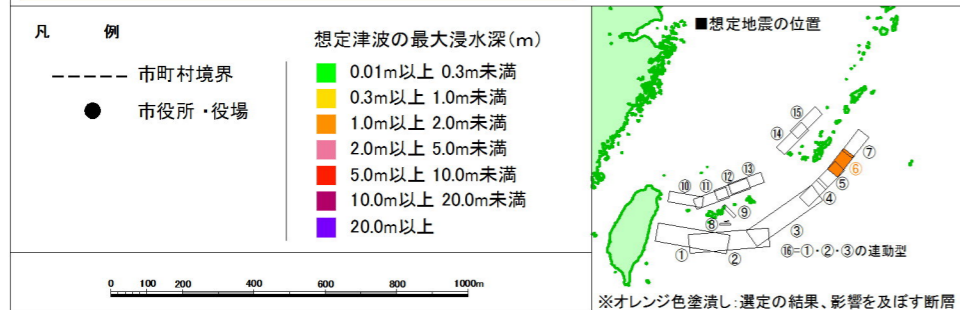 凡　　例
市町村境界
市役所・役場
想定津波の最大浸水深(m)
0.01m以上 0.3m未満
0.3m以上 1.0m未満
1.0m以上 2.0m未満
2.0m以上 5.0m未満
5.0m以上 10.0m未満
10.0m以上 20.0m未満
20.0m以上
0 200 400 600 800 1000m
■想定地震の位置
⑮
⑭
⑦
⑥
⑬
⑫
⑤
⑩ ⑪
④
⑨
⑧
③
① ②
⑯=①・②・③の連動型
※オレンジ色塗潰し:選定の結果、影響を及ぼす断層